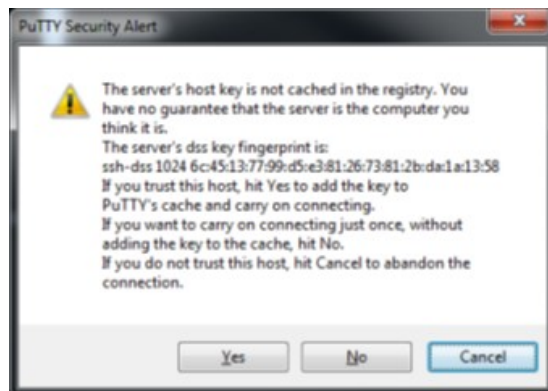 PuTTY Security Alert
The server's host key is not cached in the registry. You
have no guarantee that the server is the computer you
think it is.
The server's dss key fingerprint is:
ssh-dss 1024 6c:45:13:77:99:d5:e3:81:26:73:81:2b:da:1a:13:58
If you trust this host, hit Yes to add the key to
PuTTY's cache and carry on connecting.
If you want to carry on connecting just once, without
adding the key to the cache, hit No.
If you do not trust this host, hit Cancel to abandon the
connection.
Yes No Cancel